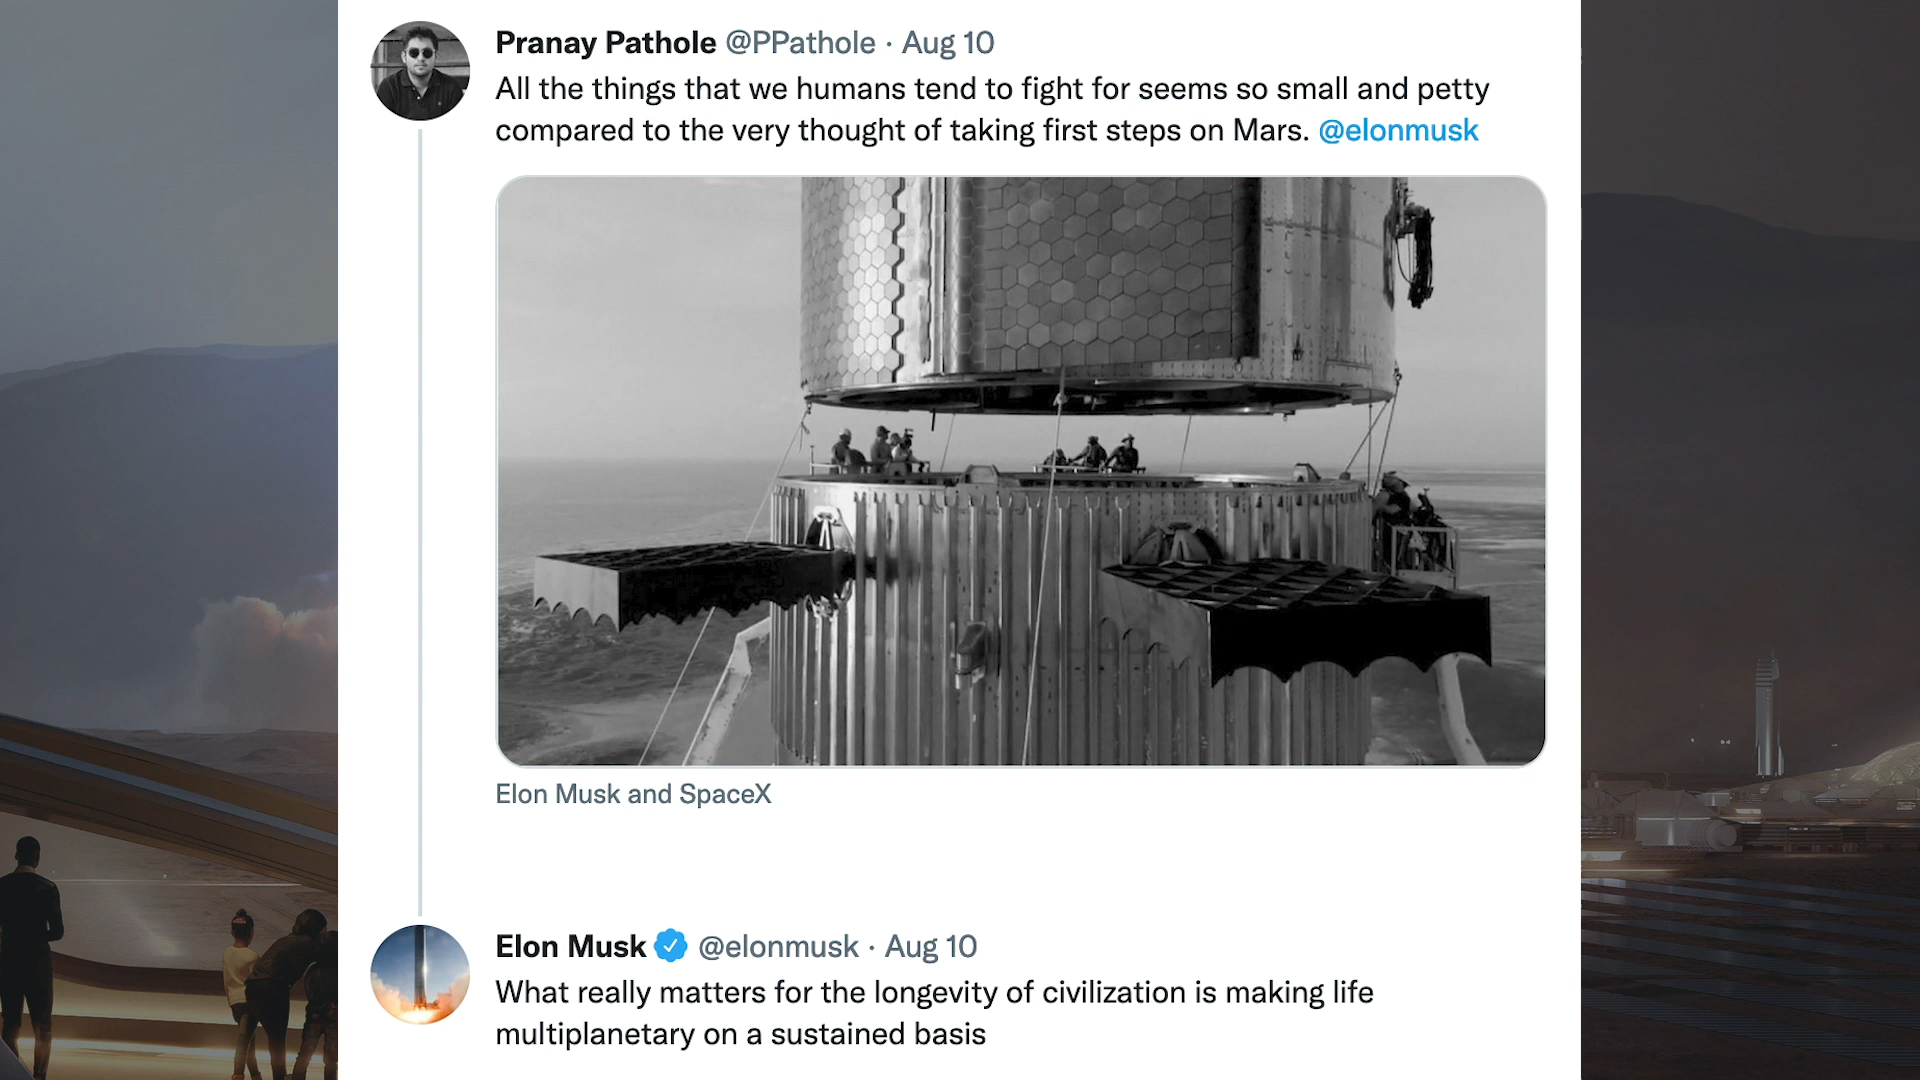 Pranay Pathole @PPathole · Aug 10
All the things that we humans tend to fight for seems so small and petty
compared to the very thought of taking first steps on Mars. @elonmusk
Elon Musk and SpaceX
Elon Musk @elonmusk · Aug 10
What really matters for the longevity of civilization is making life
multiplanetary on a sustained basis